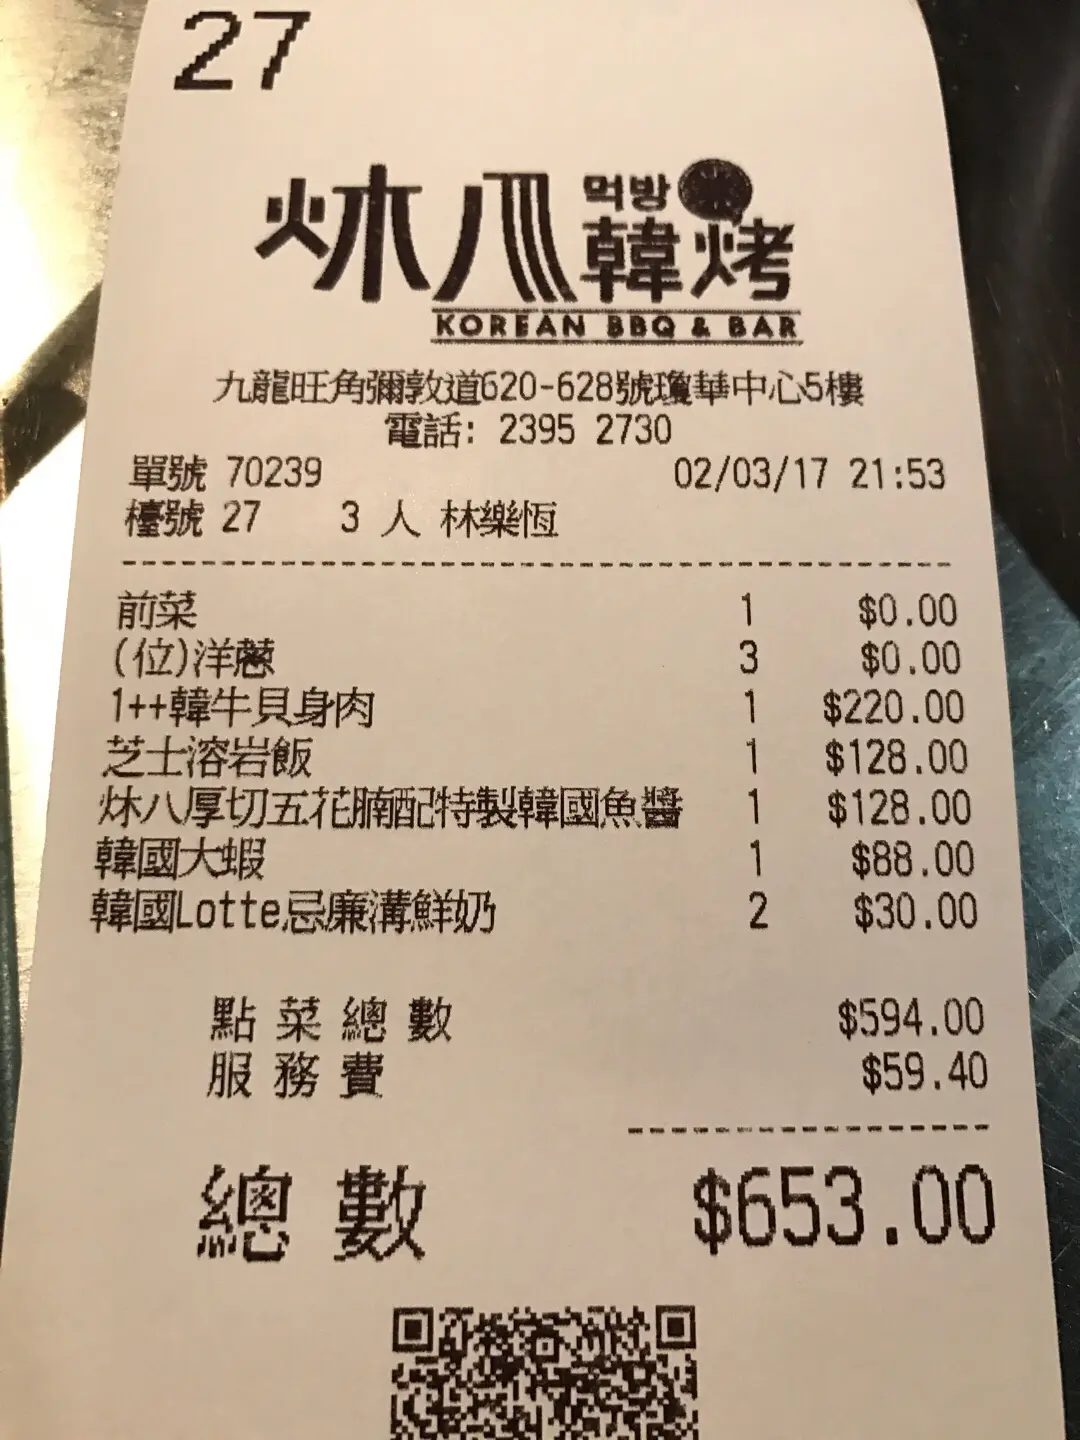 27
炑八 먹방 韓烤
KOREAN BBQ & BAR
九龍旺角彌敦道620-628號瓊華中心5樓
電話: 2395 2730
單號 70239 02/03/17 21:53
檯號 27 3 人 林樂恆
前菜 1 $0.00
(位)洋蔥 3 $0.00
1++韓牛貝身肉 1 $220.00
芝士溶岩飯 1 $128.00
炑八厚切五花腩配特製韓國魚醬 1 $128.00
韓國大蝦 1 $88.00
韓國Lotte忌廉溝鮮奶 2 $30.00
點菜總數 $594.00
服務費 $59.40
總數 $653.00